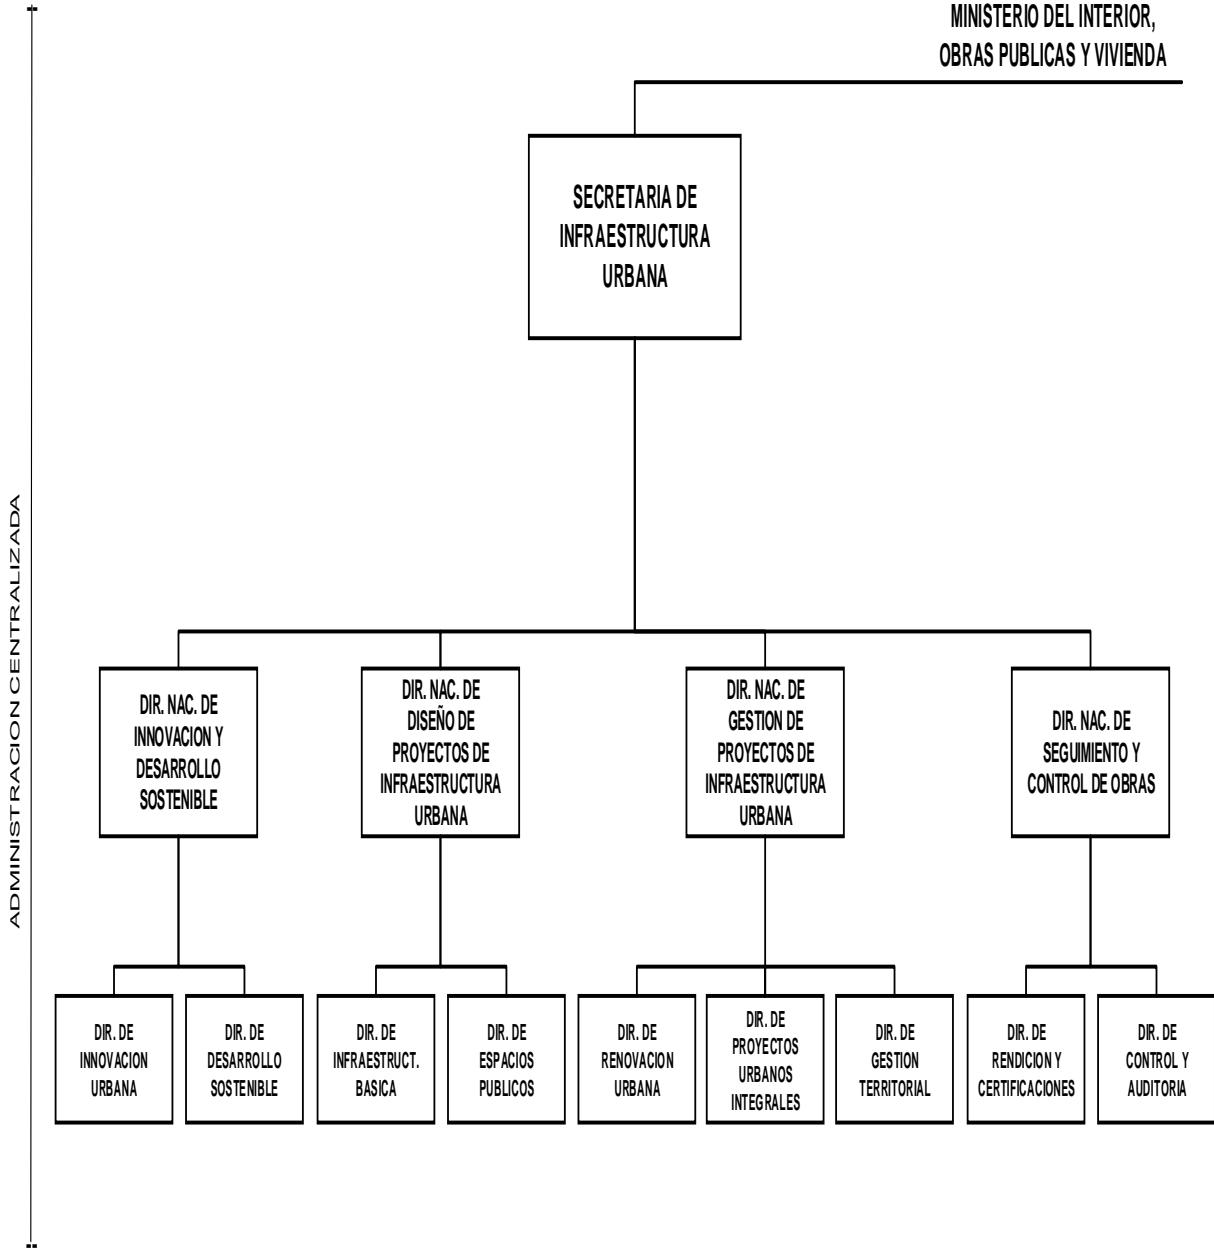 MINISTERIO DEL INTERIOR,
OBRAS PUBLICAS Y VIVIENDA
SECRETARIA DE
INFRAESTRUCTURA
URBANA
ADMINISTRACION CENTRALIZADA
DIR. NAC. DE
INNOVACION Y
DESARROLLO
SOSTENIBLE
DIR. NAC. DE
DISEÑO DE
PROYECTOS DE
INFRAESTRUCTURA
URBANA
DIR. NAC. DE
GESTION DE
PROYECTOS DE
INFRAESTRUCTURA
URBANA
DIR. NAC. DE
SEGUIMIENTO Y
CONTROL DE OBRAS
DIR. DE
INNOVACION
URBANA
DIR. DE
DESARROLLO
SOSTENIBLE
DIR. DE
INFRAESTRUCT.
BASICA
DIR. DE
ESPACIOS
PUBLICOS
DIR. DE
RENOVACION
URBANA
DIR. DE
PROYECTOS
URBANOS
INTEGRALES
DIR. DE
GESTION
TERRITORIAL
DIR. DE
RENDICION Y
CERTIFICACIONES
DIR. DE
CONTROL Y
AUDITORIA